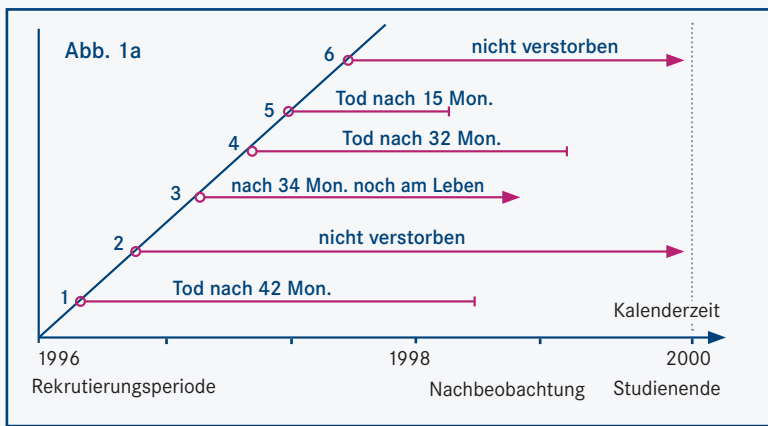 Abb. 1a
6 nicht verstorben
5 Tod nach 15 Mon.
4 Tod nach 32 Mon.
3 nach 34 Mon. noch am Leben
2 nicht verstorben
1 Tod nach 42 Mon.
Kalenderzeit
1996 1998 2000
Rekrutierungsperiode Nachbeobachtung Studienende